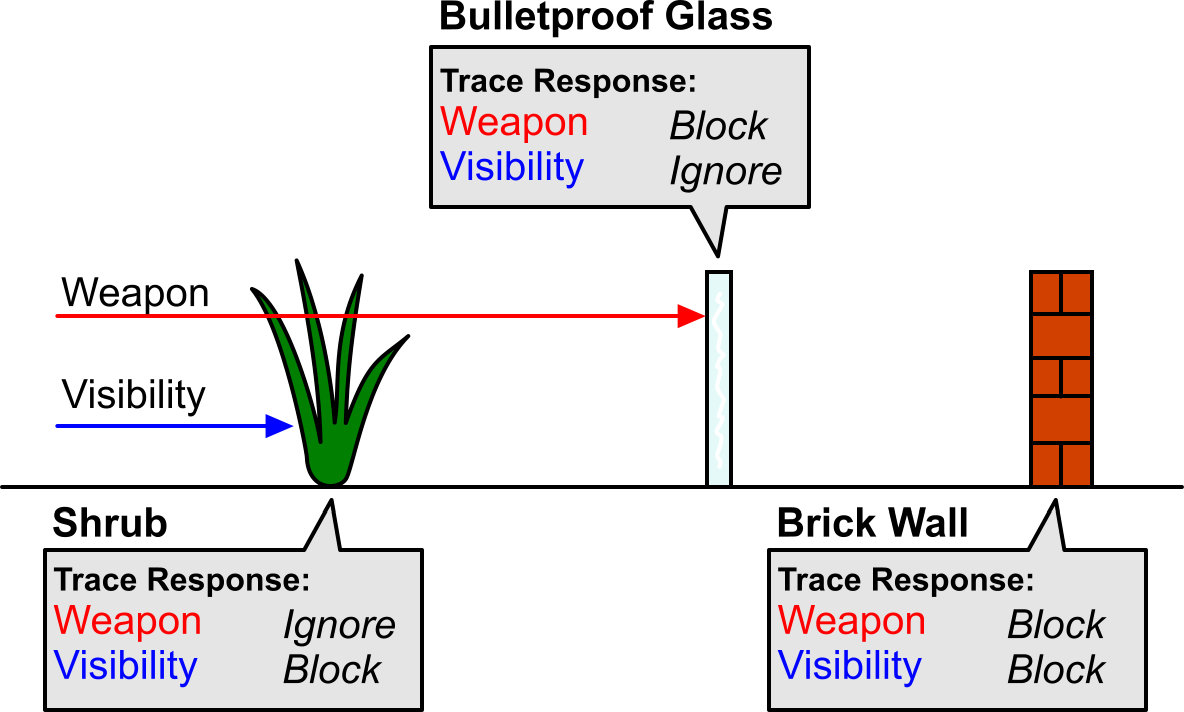 Bulletproof Glass
Trace Response:
Weapon Block
Visibility Ignore
Weapon
Visibility
Shrub
Trace Response:
Weapon Ignore
Visibility Block
Brick Wall
Trace Response:
Weapon Block
Visibility Block